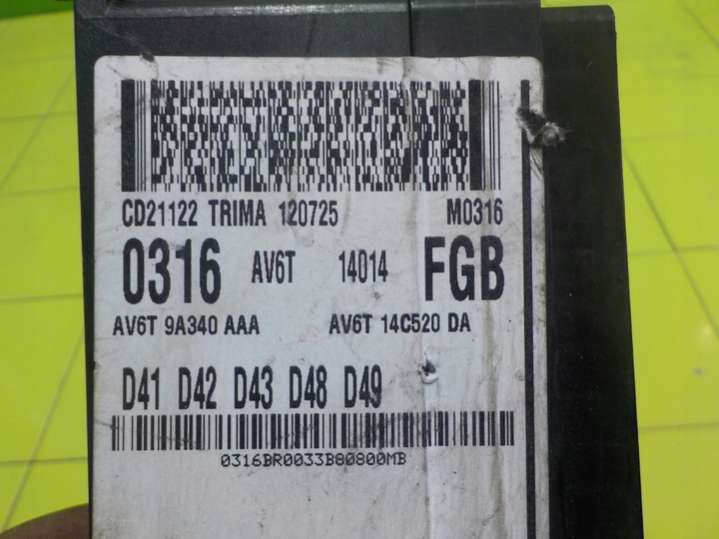 CD21122 TRIMA 120725 M0316
0316 AV6T 14014 FGB
AV6T 9A340 AAA AV6T 14C520 DA
D41 D42 D43 D48 D49
0316BR0033B80800MB